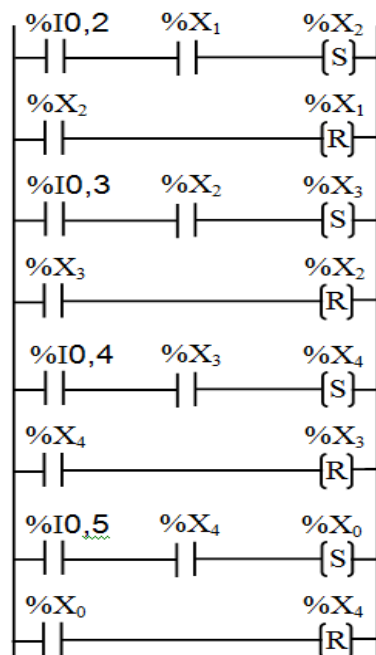 %I0,2 %X₁ %X₂
(S)
%X₂ %X₁
(R)
%I0,3 %X₂ %X₃
(S)
%X₃ %X₂
(R)
%I0,4 %X₃ %X₄
(S)
%X₄ %X₃
(R)
%I0,5 %X₄ %X₀
(S)
%X₀ %X₄
(R)